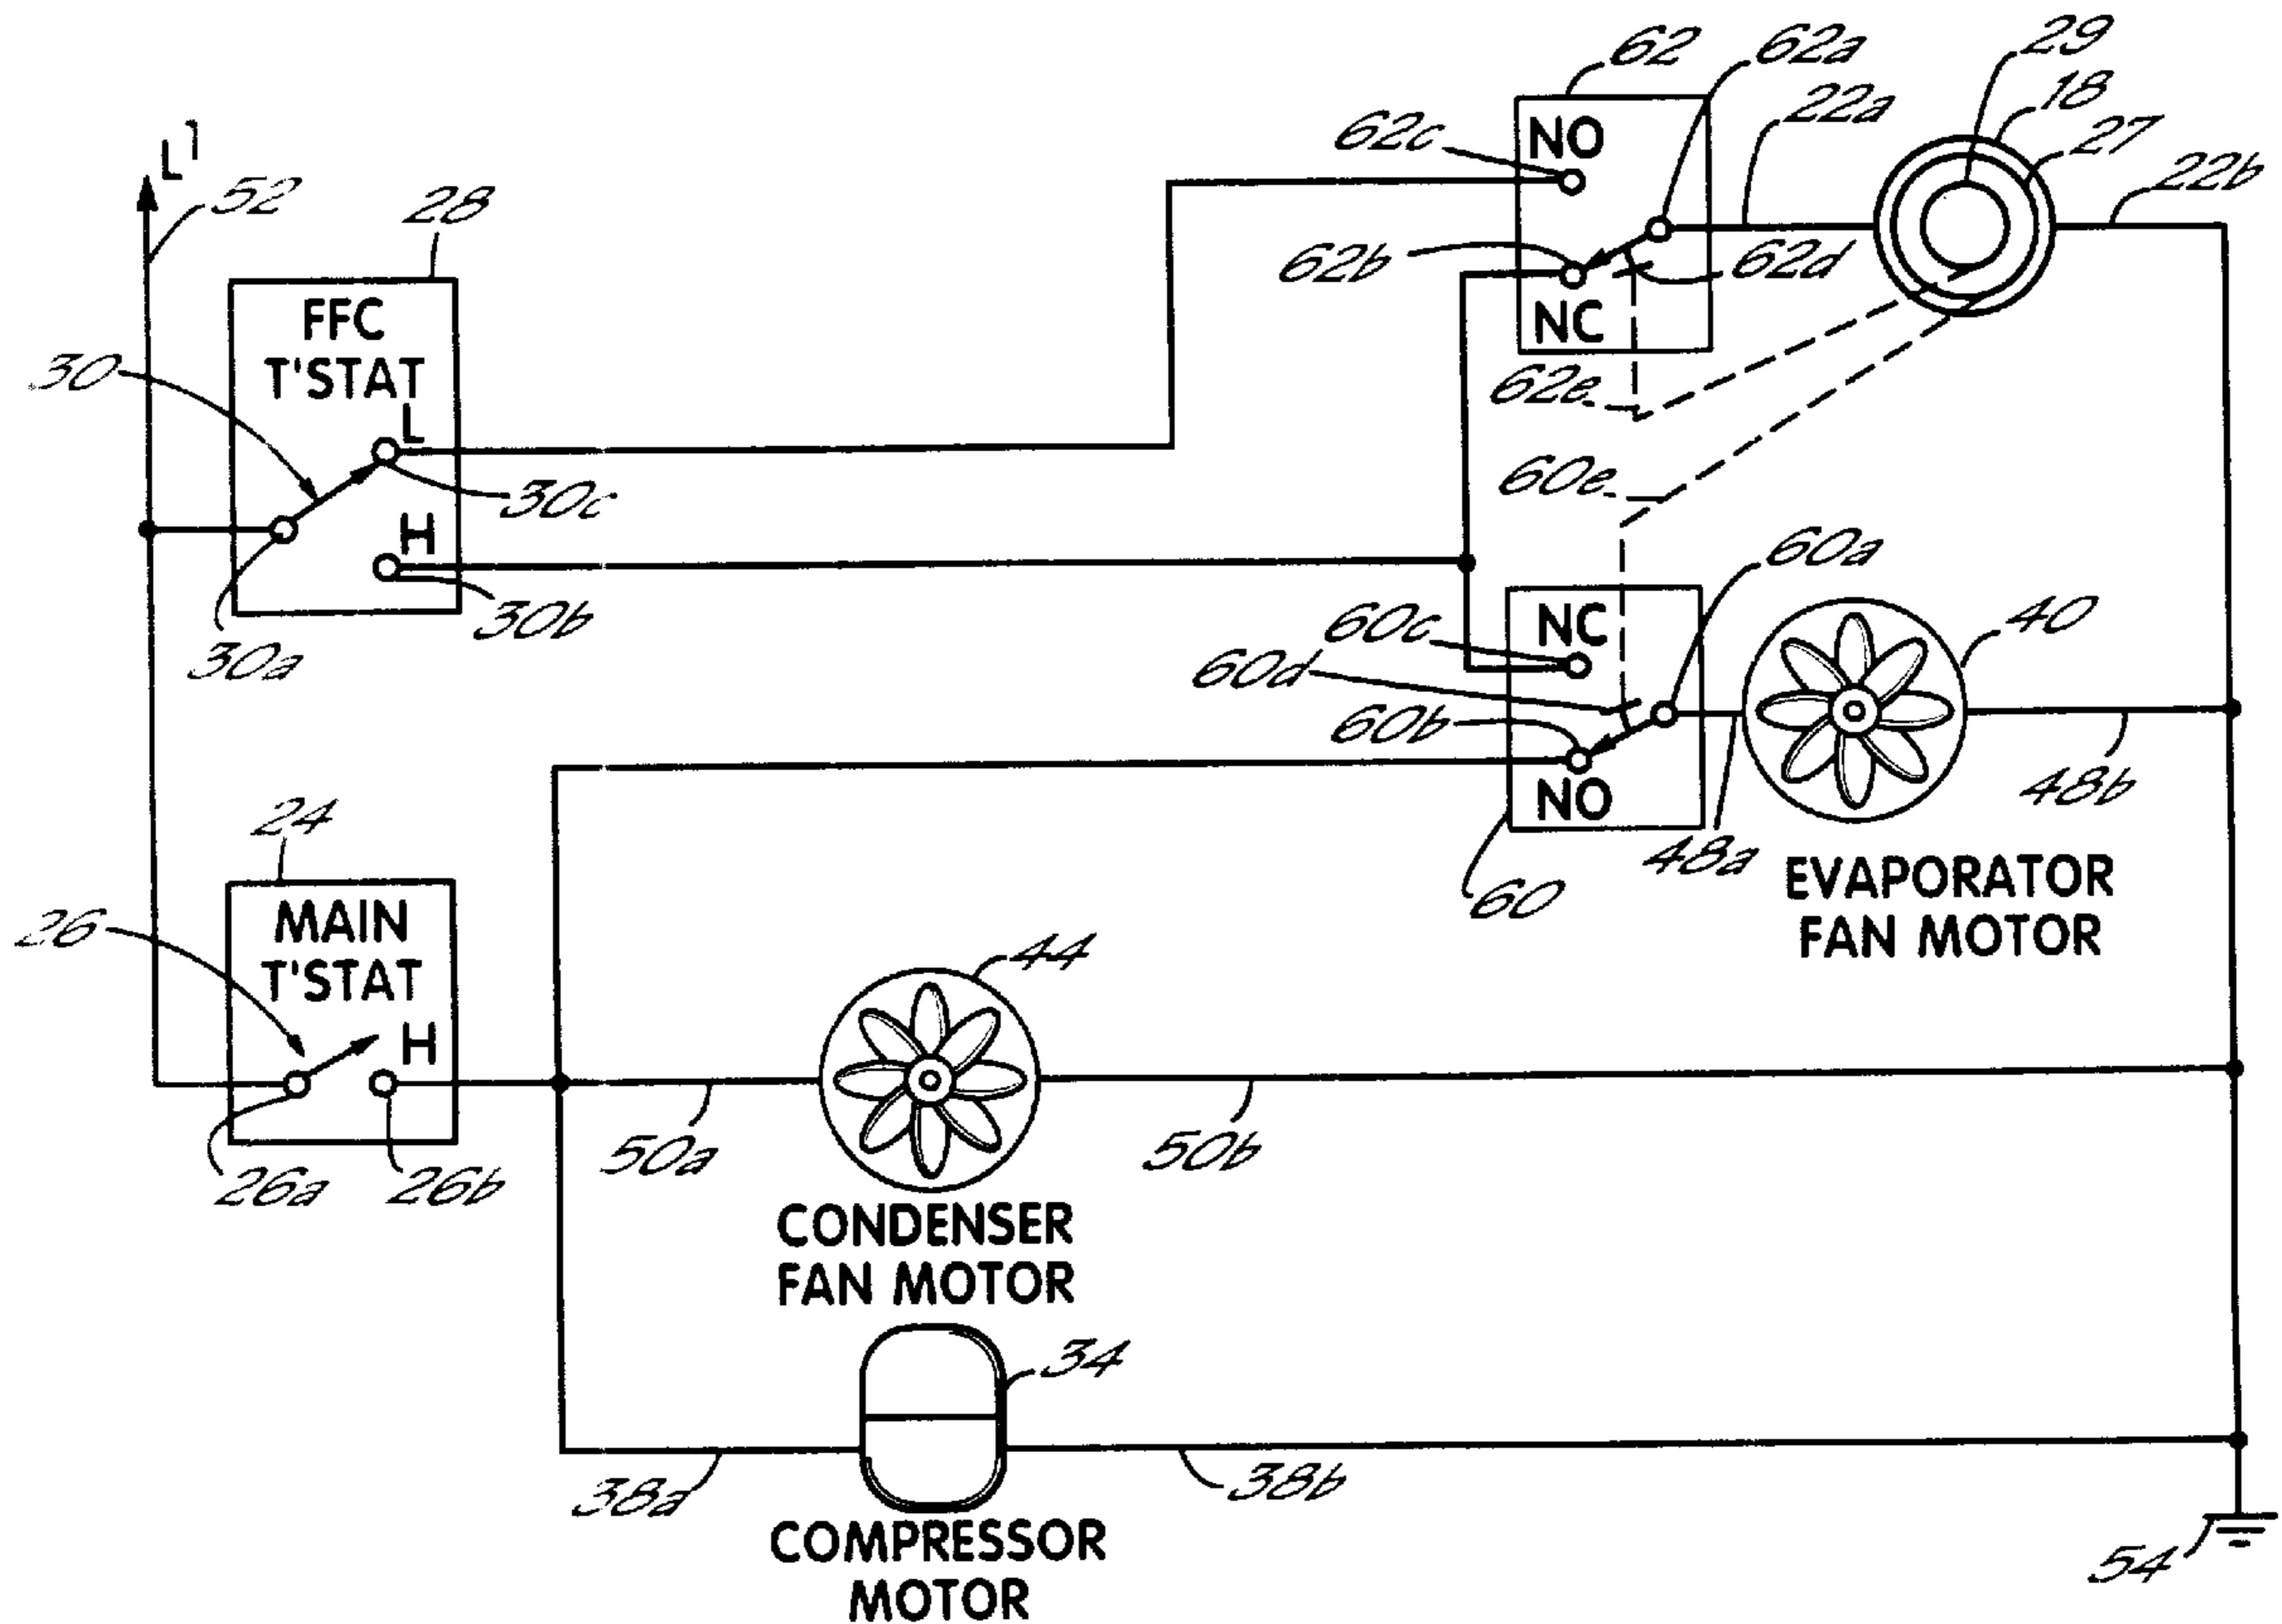 29
62
62a
18
22a
27
22b
L1
52
28
62c
NO
62b
62d
NC
FFC
T'STAT
30
L
62e
30c
60e
H
30b
30a
60a
60c
NC
40
60d
60b
NO
48b
48a
60
24
EVAPORATOR
FAN MOTOR
26
MAIN
T'STAT
H
44
50a
50b
26a
26b
CONDENSER
FAN MOTOR
34
38a
38b
COMPRESSOR
MOTOR
54